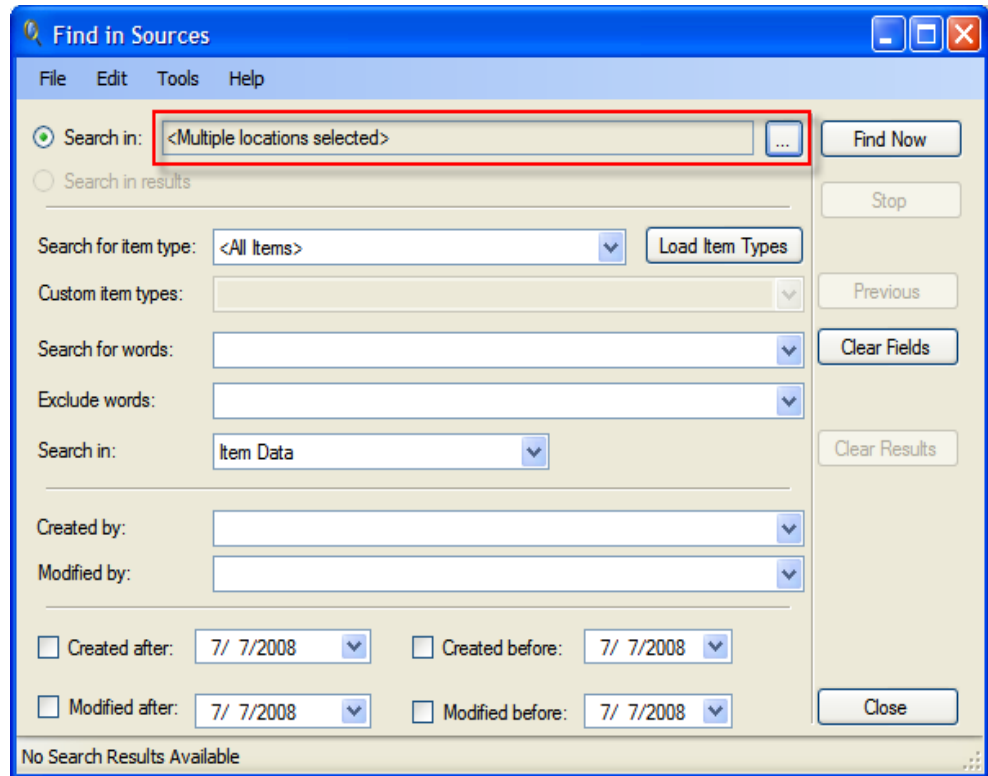 Find in Sources
File Edit Tools Help
Search in: <Multiple locations selected> ... Find Now
Search in results
Stop
Search for item type: <All Items> Load Item Types
Custom item types: Previous
Search for words: Clear Fields
Exclude words:
Search in: Item Data Clear Results
Created by:
Modified by:
Created after: 7/ 7/2008 Created before: 7/ 7/2008
Modified after: 7/ 7/2008 Modified before: 7/ 7/2008 Close
No Search Results Available